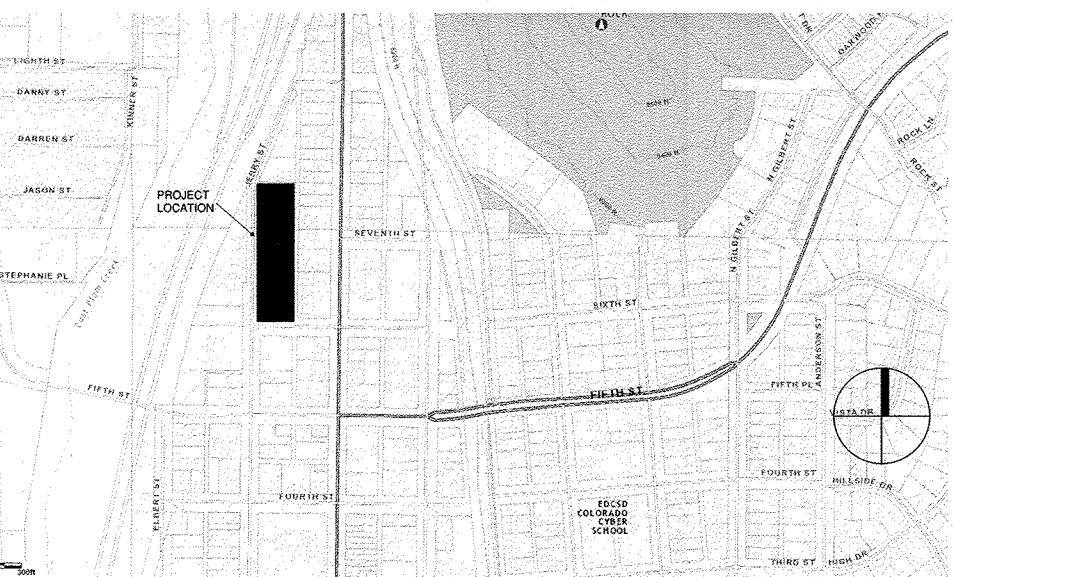 ROCK
T DR
OAKWOOD
EIGHTH ST
DANNY ST
KINNER ST
DARREN ST
JASON ST
ERRY ST
PROJECT
LOCATION
STEPHANIE PL
SEVENTH ST
N GILBERT ST
ROCK LN
ROCK ST
N GILBERT ST
SIXTH ST
ANDERSON ST
FIFTH ST
FIFTH ST
FIFTH PL
VISTA DR
FOURTH ST
ELBERT ST
FOURTH ST
HILLSIDE DR
EDCSD
COLORADO
CYBER
SCHOOL
THIRD ST
HIGH DR
300ft